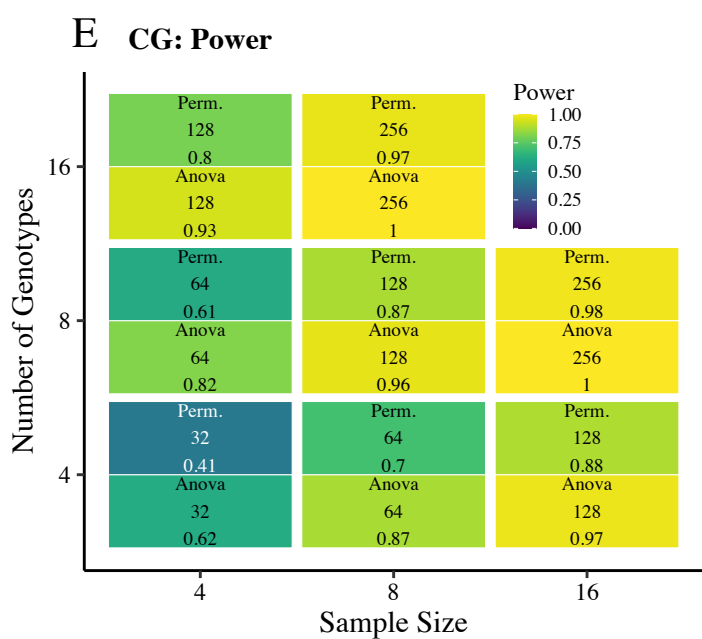 E CG: Power
Power
1.00
0.75
0.50
0.25
0.00
Number of Genotypes
16
Perm.
128
0.8
Anova
128
0.93
Perm.
256
0.97
Anova
256
1
8
Perm.
64
0.61
Anova
64
0.82
Perm.
128
0.87
Anova
128
0.96
Perm.
256
0.98
Anova
256
1
4
Perm.
32
0.41
Anova
32
0.62
Perm.
64
0.7
Anova
64
0.87
Perm.
128
0.88
Anova
128
0.97
4 8 16
Sample Size